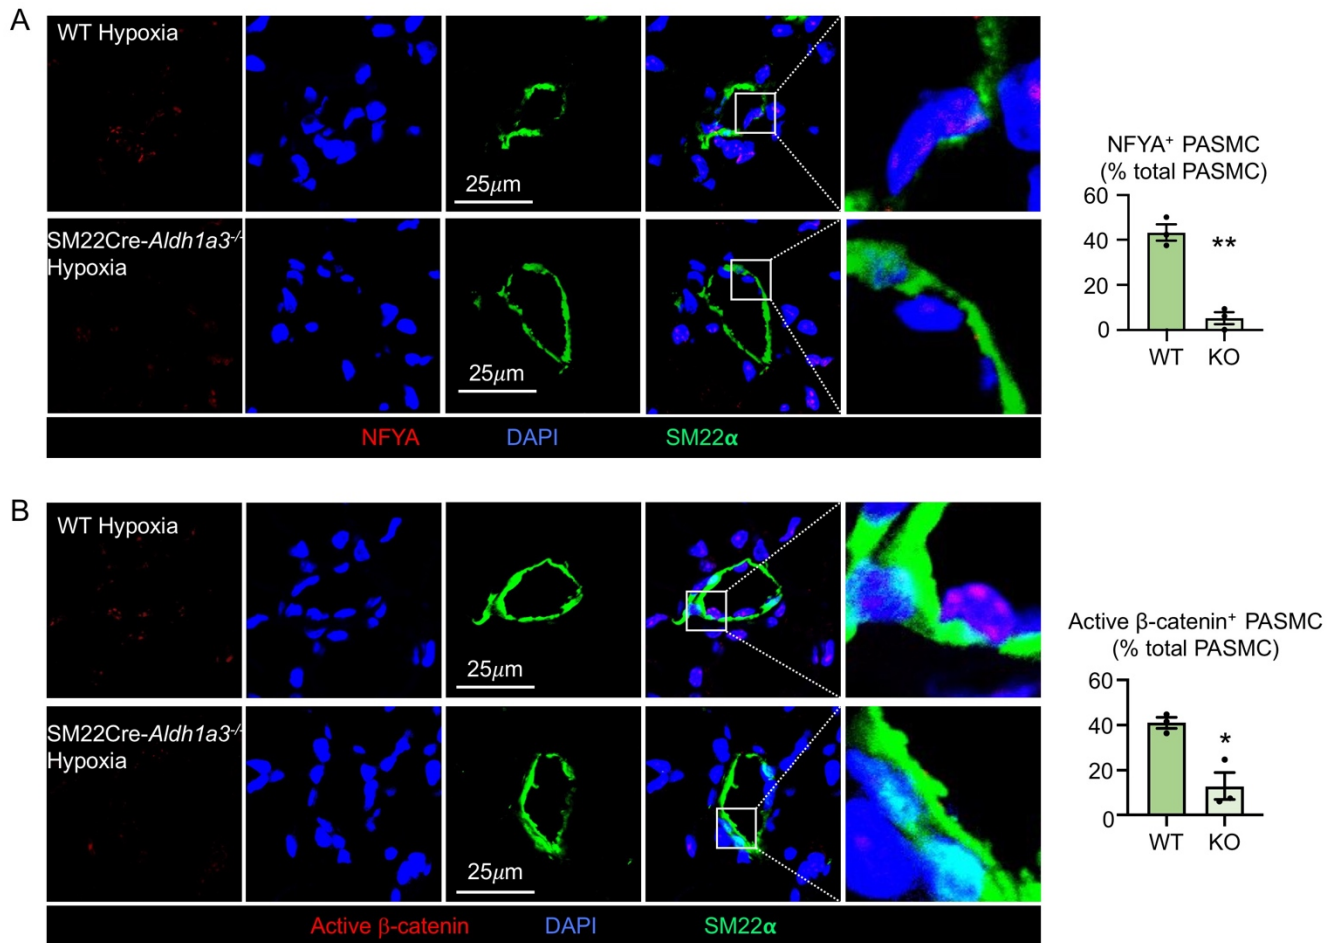 A
WT Hypoxia
25μm
SM22Cre-Aldh1a3-/-
Hypoxia
25μm
NFYA DAPI SM22α
NFYA+ PASMC
(% total PASMC)
60
40
20
0
**
WT KO
B
WT Hypoxia
25μm
SM22Cre-Aldh1a3-/-
Hypoxia
25μm
Active β-catenin DAPI SM22α
Active β-catenin+ PASMC
(% total PASMC)
60
40
20
0
*
WT KO